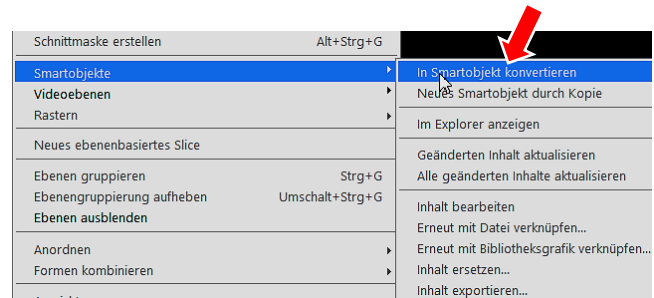 Schnittmaske erstellen Alt+Strg+G
Smartobjekte
Videoebenen
Rastern
Neues ebenenbasiertes Slice
Ebenen gruppieren Strg+G
Ebenengruppierung aufheben Umschalt+Strg+G
Ebenen ausblenden
Anordnen
Formen kombinieren
In Smartobjekt konvertieren
Neues Smartobjekt durch Kopie
Im Explorer anzeigen
Geänderten Inhalt aktualisieren
Alle geänderten Inhalte aktualisieren
Inhalt bearbeiten
Erneut mit Datei verknüpfen...
Erneut mit Bibliotheksgrafik verknüpfen...
Inhalt ersetzen...
Inhalt exportieren...